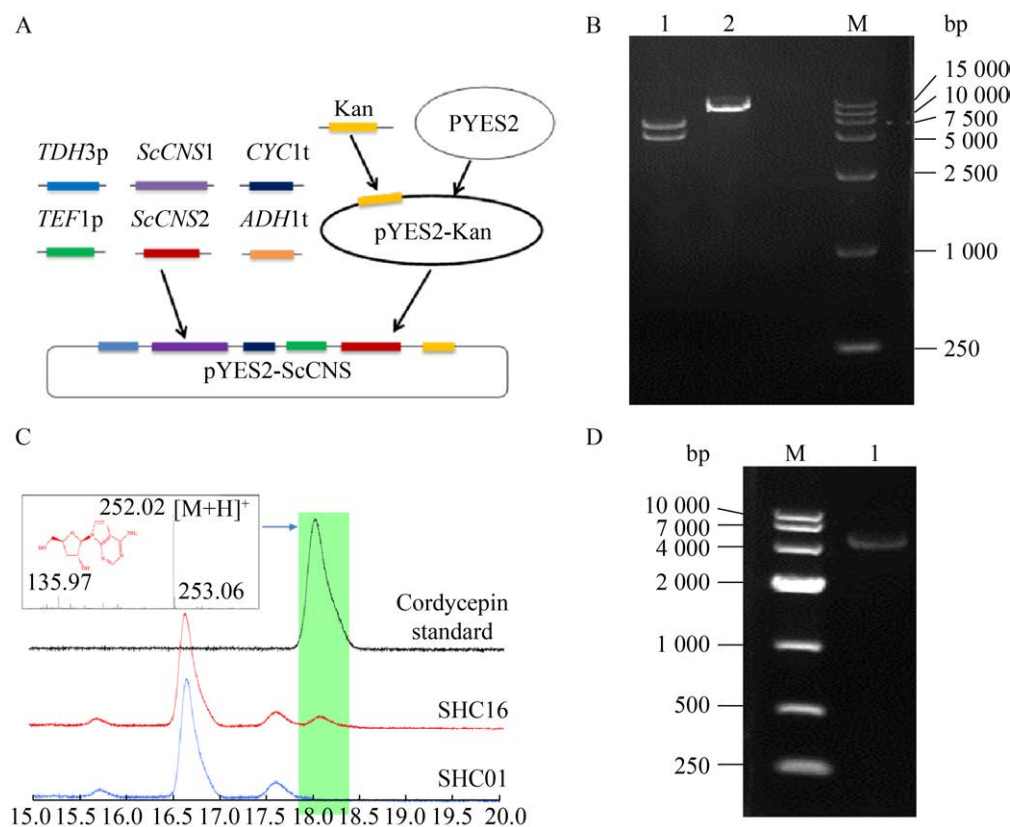 A
Kan
PYES2
TDH3p ScCNS1 CYC1t
TEF1p ScCNS2 ADH1t
pYES2-Kan
pYES2-ScCNS
B
1 2 M bp
15 000
10 000
7 500
5 000
2 500
1 000
250
C
252.02 [M+H]+
135.97
253.06
Cordycepin
standard
SHC16
SHC01
15.0 15.5 16.0 16.5 17.0 17.5 18.0 18.5 19.0 19.5 20.0
D
bp M 1
10 000
7 000
4 000
2 000
1 000
500
250